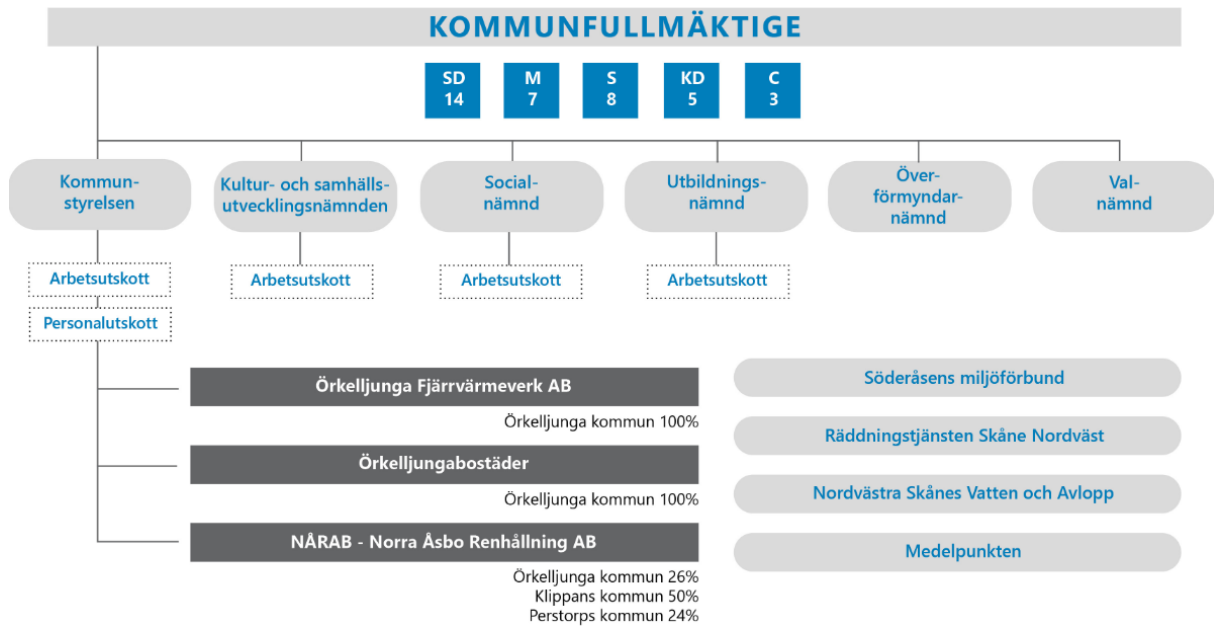 KOMMUNFULLMÄKTIGE
SD
14
M
7
S
8
KD
5
C
3
Kommun-
styrelsen
Kultur- och samhälls-
utvecklingsnämnden
Social-
nämnd
Utbildnings-
nämnd
Över-
förmyndar-
nämnd
Val-
nämnd
Arbetsutskott
Arbetsutskott
Arbetsutskott
Arbetsutskott
Personalutskott
Örkelljunga Fjärrvärmeverk AB
Örkelljunga kommun 100%
Örkelljungabostäder
Örkelljunga kommun 100%
NÅRAB - Norra Åsbo Renhållning AB
Örkelljunga kommun 26%
Klippans kommun 50%
Perstorps kommun 24%
Söderåsens miljöförbund
Räddningstjänsten Skåne Nordväst
Nordvästra Skånes Vatten och Avlopp
Medelpunkten